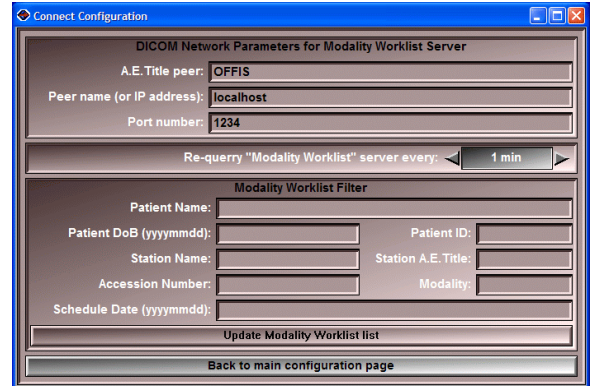 Connect Configuration
DICOM Network Parameters for Modality Worklist Server
A.E.Title peer: OFFIS
Peer name (or IP address): localhost
Port number: 1234
Re-querry "Modality Worklist" server every: 1 min
Modality Worklist Filter
Patient Name:
Patient DoB (yyyymmdd): Patient ID:
Station Name: Station A.E.Title:
Accession Number: Modality:
Schedule Date (yyyymmdd):
Update Modality Worklist list
Back to main configuration page